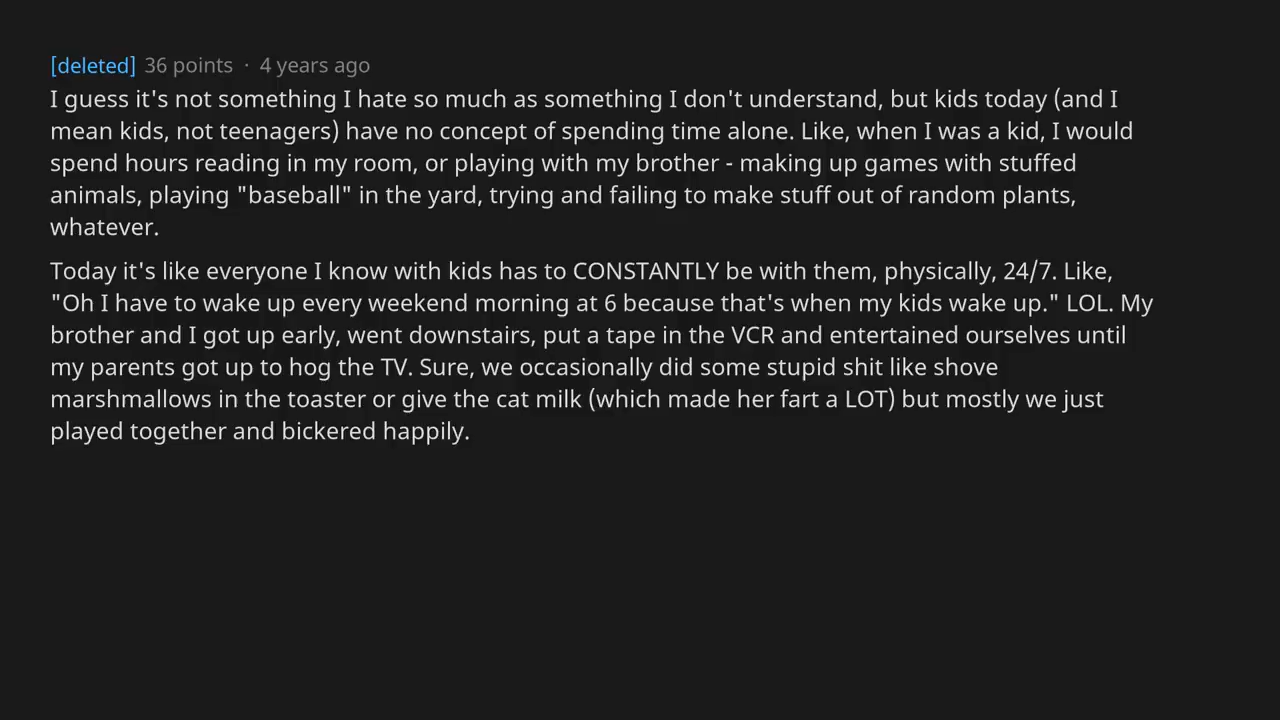 [deleted] 36 points · 4 years ago
I guess it's not something I hate so much as something I don't understand, but kids today (and I
mean kids, not teenagers) have no concept of spending time alone. Like, when I was a kid, I would
spend hours reading in my room, or playing with my brother - making up games with stuffed
animals, playing "baseball" in the yard, trying and failing to make stuff out of random plants,
whatever.
Today it's like everyone I know with kids has to CONSTANTLY be with them, physically, 24/7. Like,
"Oh I have to wake up every weekend morning at 6 because that's when my kids wake up." LOL. My
brother and I got up early, went downstairs, put a tape in the VCR and entertained ourselves until
my parents got up to hog the TV. Sure, we occasionally did some stupid shit like shove
marshmallows in the toaster or give the cat milk (which made her fart a LOT) but mostly we just
played together and bickered happily.